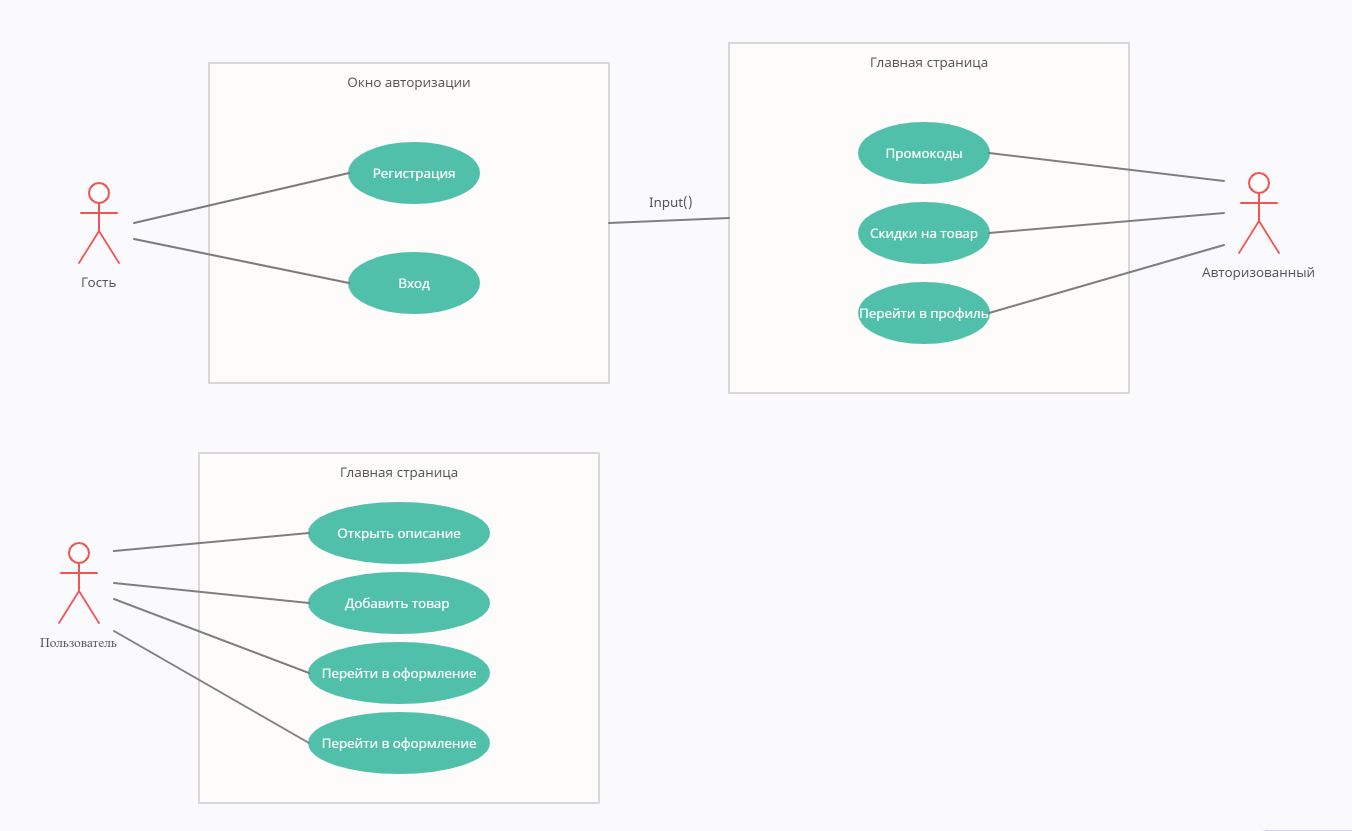 Окно авторизации
Регистрация
Вход
Гость
Input()
Главная страница
Промокоды
Скидки на товар
Перейти в профиль
Авторизованный
Главная страница
Открыть описание
Добавить товар
Перейти в оформление
Перейти в оформление
Пользователь